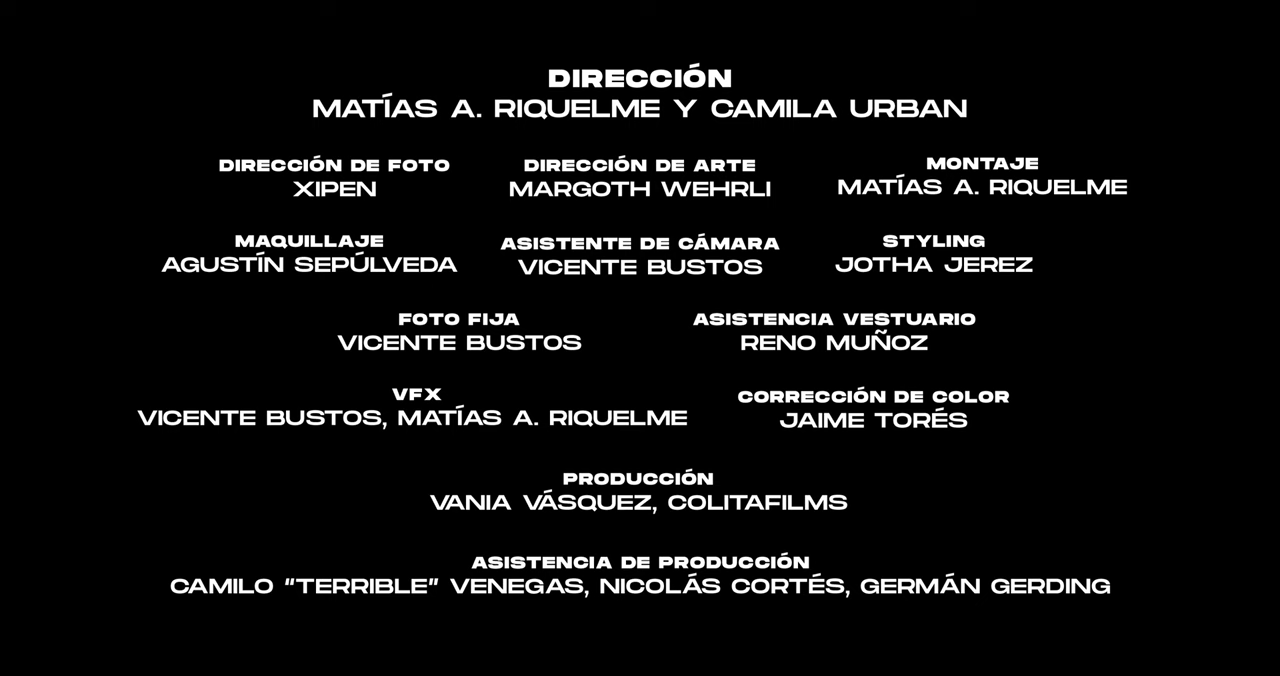 DIRECCIÓN
MATÍAS A. RIQUELME Y CAMILA URBAN
DIRECCIÓN DE FOTO
XIPEN
DIRECCIÓN DE ARTE
MARGOTH WEHRLI
MONTAJE
MATÍAS A. RIQUELME
MAQUILLAJE
AGUSTÍN SEPÚLVEDA
ASISTENTE DE CÁMARA
VICENTE BUSTOS
STYLING
JOTHA JEREZ
FOTO FIJA
VICENTE BUSTOS
ASISTENCIA VESTUARIO
RENO MUÑOZ
VFX
VICENTE BUSTOS, MATÍAS A. RIQUELME
CORRECCIÓN DE COLOR
JAIME TORÉS
PRODUCCIÓN
VANIA VÁSQUEZ, COLITAFILMS
ASISTENCIA DE PRODUCCIÓN
CAMILO “TERRIBLE” VENEGAS, NICOLÁS CORTÉS, GERMÁN GERDING